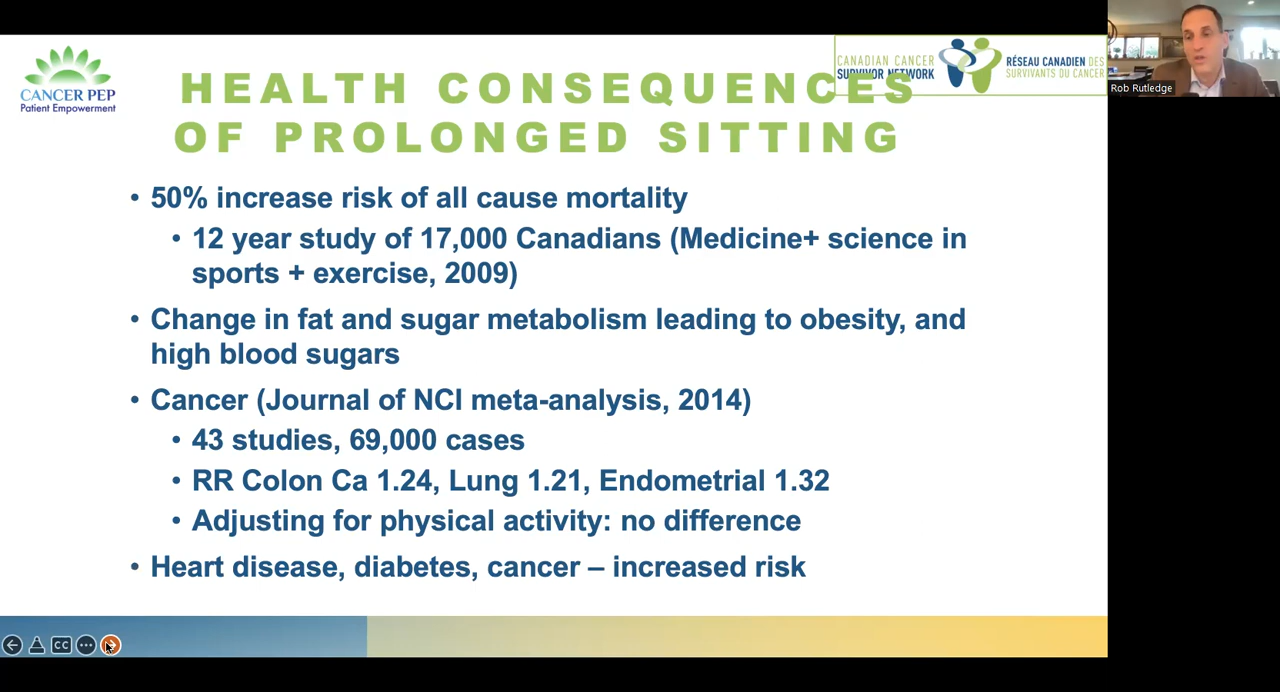 CANCER PEP
Patient Empowerment
CANADIAN CANCER
SURVIVOR NETWORK
RÉSEAU CANADIEN DES
SURVIVANTS DU CANCER
Rob Rutledge
HEALTH CONSEQUENCES
OF PROLONGED SITTING
• 50% increase risk of all cause mortality
• 12 year study of 17,000 Canadians (Medicine+ science in
sports + exercise, 2009)
• Change in fat and sugar metabolism leading to obesity, and
high blood sugars
• Cancer (Journal of NCI meta-analysis, 2014)
• 43 studies, 69,000 cases
• RR Colon Ca 1.24, Lung 1.21, Endometrial 1.32
• Adjusting for physical activity: no difference
• Heart disease, diabetes, cancer – increased risk
CC